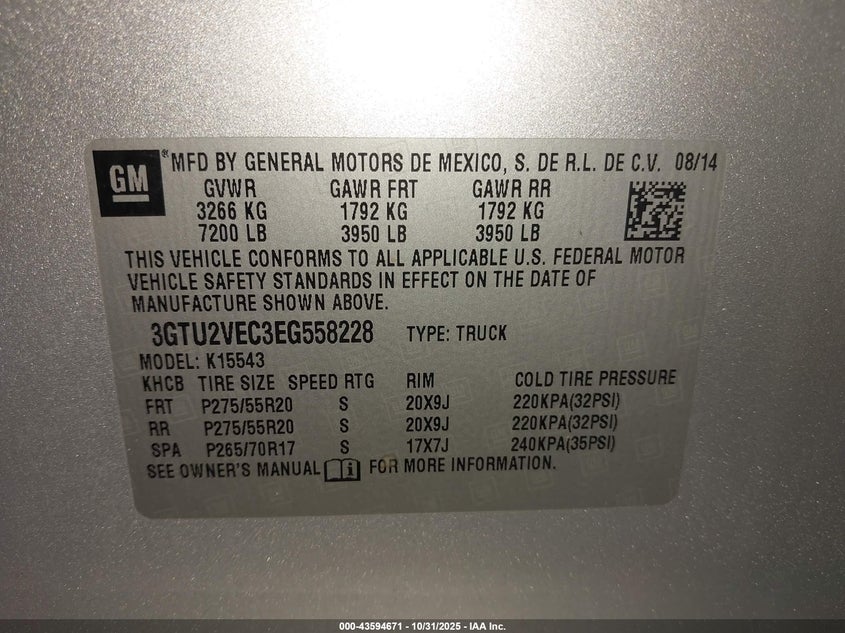 GM ® MFD BY GENERAL MOTORS DE MEXICO, S. DE R.L. DE C.V. 08/14
GVWR GAWR FRT GAWR RR
3266 KG 1792 KG 1792 KG
7200 LB 3950 LB 3950 LB
THIS VEHICLE CONFORMS TO ALL APPLICABLE U.S. FEDERAL MOTOR
VEHICLE SAFETY STANDARDS IN EFFECT ON THE DATE OF
MANUFACTURE SHOWN ABOVE.
3GTU2VEC3EG558228 TYPE: TRUCK
MODEL: K15543
KHCB TIRE SIZE SPEED RTG RIM COLD TIRE PRESSURE
FRT P275/55R20 S 20X9J 220KPA(32PSI)
RR P275/55R20 S 20X9J 220KPA(32PSI)
SPA P265/70R17 S 17X7J 240KPA(35PSI)
SEE OWNER'S MANUAL i FOR MORE INFORMATION.
000-43594671 - 10/31/2025 - IAA Inc.